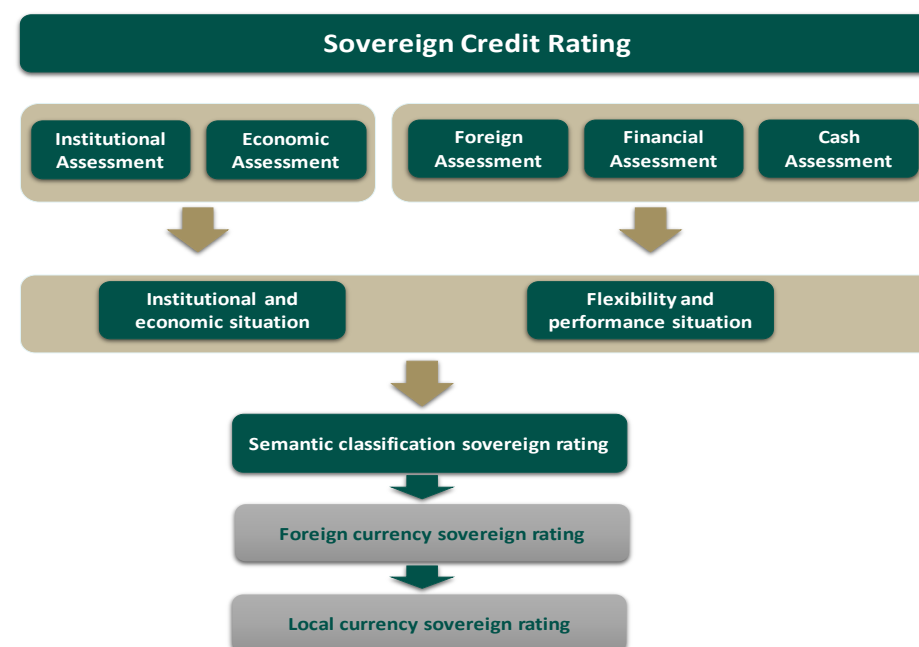 Sovereign Credit Rating
Institutional
Assessment
Economic
Assessment
Foreign
Assessment
Financial
Assessment
Cash
Assessment
Institutional and
economic situation
Flexibility and
performance situation
Semantic classification sovereign rating
Foreign currency sovereign rating
Local currency sovereign rating